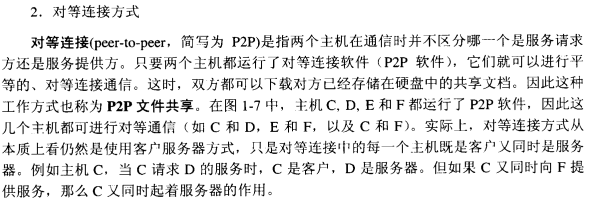 2．对等连接方式
对等连接(peer-to-peer，简写为 P2P)是指两个主机在通信时并不区分哪一个是服务请求
方还是服务提供方。只要两个主机都运行了对等连接软件（P2P 软件），它们就可以进行平
等的、对等连接通信。这时，双方都可以下载对方已经存储在硬盘中的共享文档。因此这种
工作方式也称为 P2P 文件共享。在图 1-7 中，主机 C, D, E 和 F 都运行了 P2P 软件，因此这
几个主机都可进行对等通信（如 C 和 D，E 和 F，以及 C 和 F）。实际上，对等连接方式从
本质上看仍然是使用客户服务器方式，只是对等连接中的每一个主机既是客户又同时是服务
器。例如主机 C，当 C 请求 D 的服务时，C 是客户，D 是服务器。但如果 C 又同时向 F 提
供服务，那么 C 又同时起着服务器的作用。